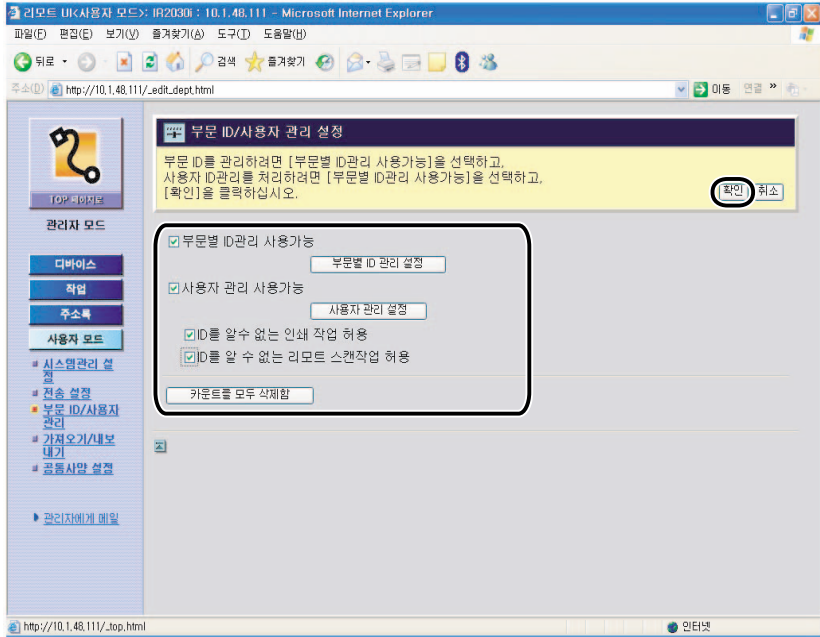 리모트 UI<사용자 모드>: IR2030i : 10.1.48.111 - Microsoft Internet Explorer
파일(F) 편집(E) 보기(V) 즐겨찾기(A) 도구(T) 도움말(H)
뒤로 검색 즐겨찾기
주소(D) http://10.1.48.111/_edit_dept.html 이동 연결 »
TOP 페이지로
관리자 모드
디바이스
작업
주소록
사용자 모드
시스템관리 설
정
전송 설정
부문 ID/사용자
관리
가져오기/내보
내기
공통사양 설정
관리자에게 메일
부문 ID/사용자 관리 설정
부문 ID를 관리하려면 [부문별 ID관리 사용가능]을 선택하고,
사용자 ID관리를 처리하려면 [부문별 ID관리 사용가능]을 선택하고,
[확인]을 클릭하십시오.
확인 취소
부문별 ID관리 사용가능
부문별 ID 관리 설정
사용자 관리 사용가능
사용자 관리 설정
ID를 알수 없는 인쇄 작업 허용
ID를 알 수 없는 리모트 스캔작업 허용
카운트를 모두 삭제함
http://10.1.48.111/_top.html 인터넷